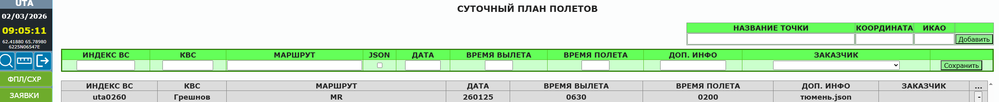 UTA
02/03/2026
09:05:11
62.41880 65.78980
6225N06547E
ФПЛ/СХР
ЗАЯВКИ
СУТОЧНЫЙ ПЛАН ПОЛЕТОВ
НАЗВАНИЕ ТОЧКИ КООРДИНАТА ИКАО
Добавить
ИНДЕКС ВС КВС МАРШРУТ JSON ДАТА ВРЕМЯ ВЫЛЕТА ВРЕМЯ ПОЛЕТА ДОП. ИНФО ЗАКАЗЧИК
Сохранить
ИНДЕКС ВС КВС МАРШРУТ ДАТА ВРЕМЯ ВЫЛЕТА ВРЕМЯ ПОЛЕТА ДОП. ИНФО ЗАКАЗЧИК ...
uta0260 Грешнов MR 260125 0630 0200 тюмень.json -